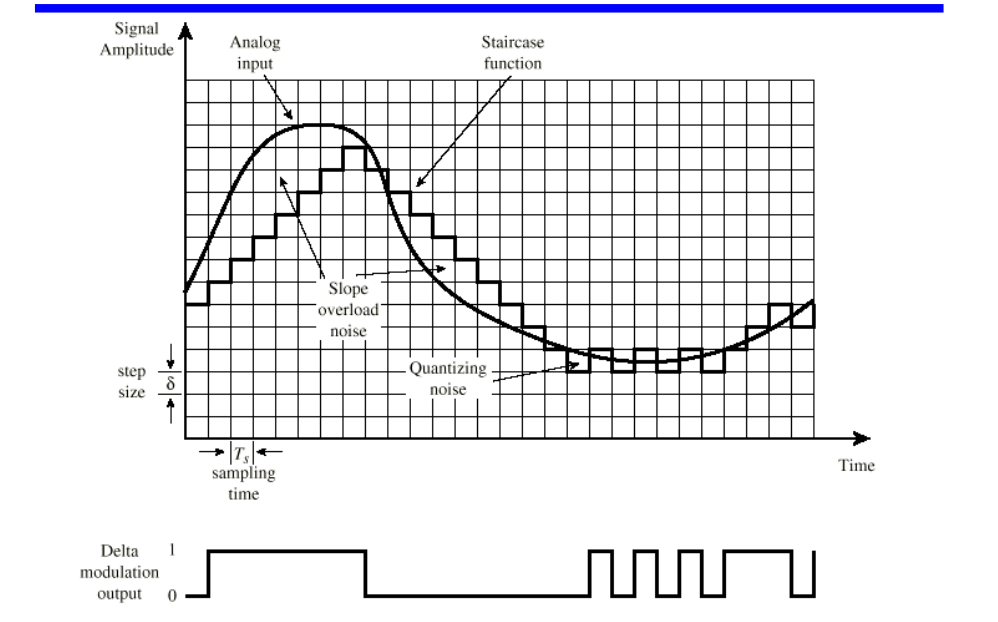 Signal
Amplitude
Analog
input
Staircase
function
Slope
overload
noise
Quantizing
noise
step
size
δ
Ts
sampling
time
Time
Delta
modulation
output
1
0